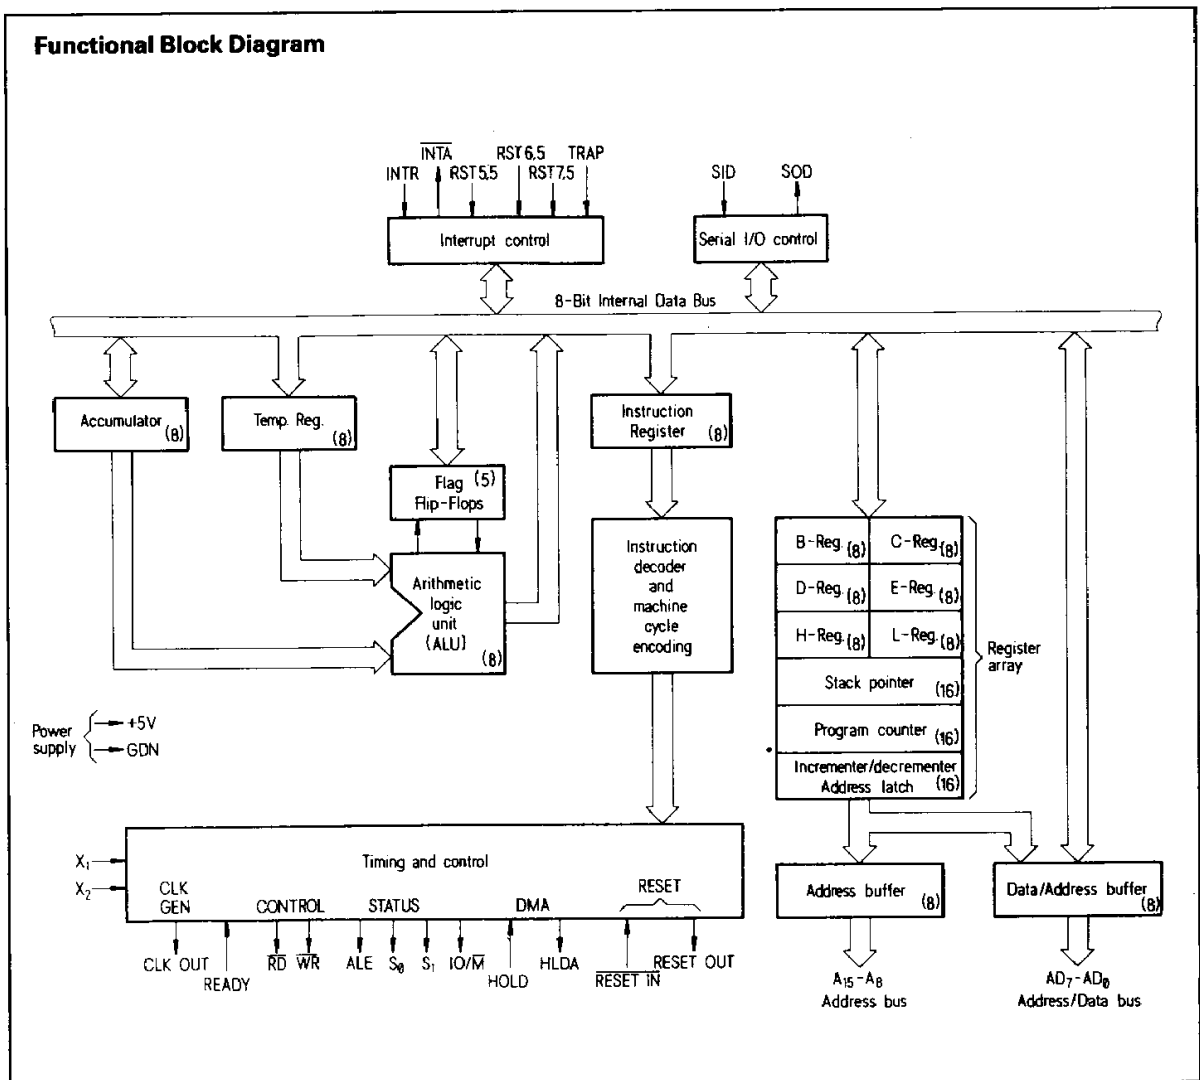 Functional Block Diagram
INTR
I̅N̅T̅A̅
RST5,5
RST6,5
RST7,5
TRAP
SID
SOD
Interrupt control
Serial I/O control
8-Bit Internal Data Bus
Accumulator (8)
Temp. Reg. (8)
Instruction
Register (8)
Flag (5)
Flip-Flops
Arithmetic
logic
unit
(ALU)
(8)
Instruction
decoder
and
machine
cycle
encoding
B-Reg. (8)
C-Reg. (8)
D-Reg. (8)
E-Reg. (8)
H-Reg. (8)
L-Reg. (8)
Stack pointer (16)
Program counter (16)
Incrementer/decrementer
Address latch (16)
Register
array
Power
supply
+5V
GDN
X₁
X₂
Timing and control
CLK
GEN
CONTROL
STATUS
DMA
RESET
CLK OUT
READY
R̅D̅
W̅R̅
ALE
S₀
S₁
IO/M̅
HOLD
HLDA
R̅E̅S̅E̅T̅ I̅N̅
RESET OUT
Address buffer (8)
Data/Address buffer (8)
A₁₅-A₈
Address bus
AD₇-AD₀
Address/Data bus